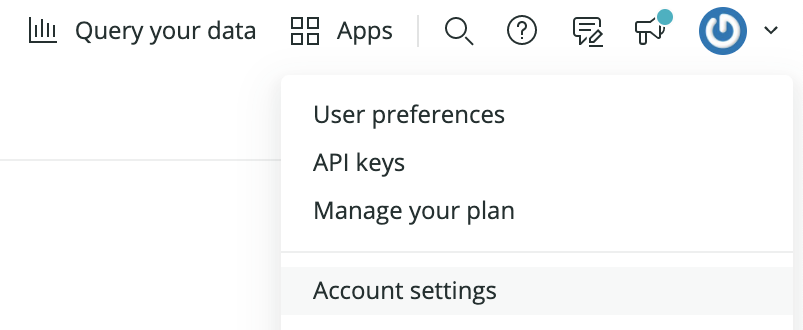 Query your data Apps
User preferences
API keys
Manage your plan
Account settings